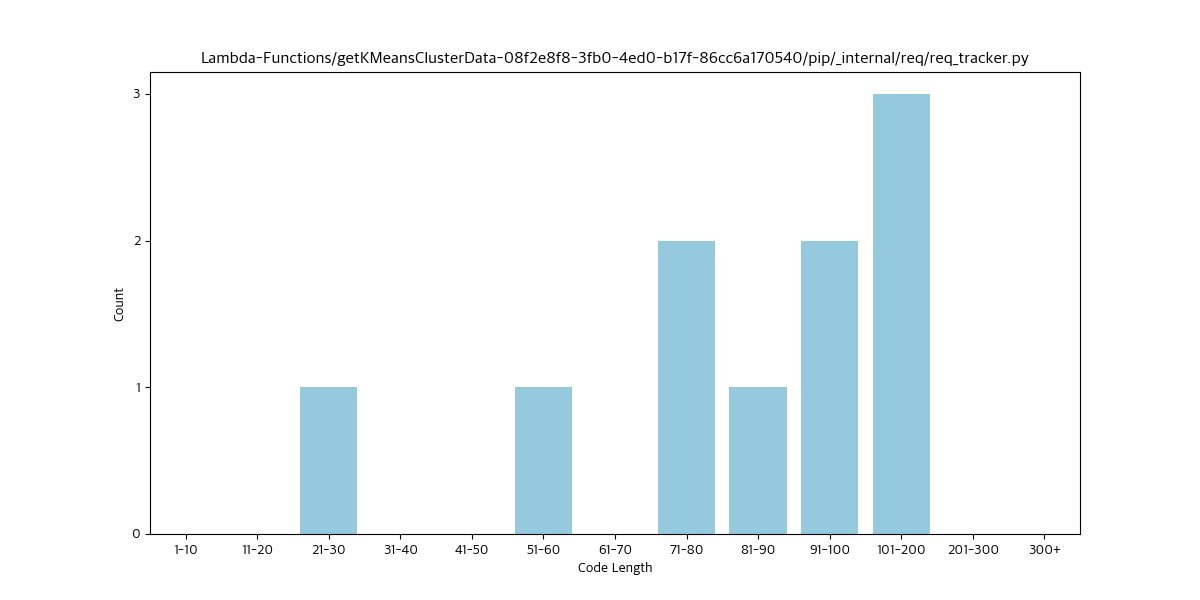 Lambda-Functions/getKMeansClusterData-08f2e8f8-3fb0-4ed0-b17f-86cc6a170540/pip/_internal/req/req_tracker.py
3
2
1
0
Count
1-10 11-20 21-30 31-40 41-50 51-60 61-70 71-80 81-90 91-100 101-200 201-300 300+
Code Length